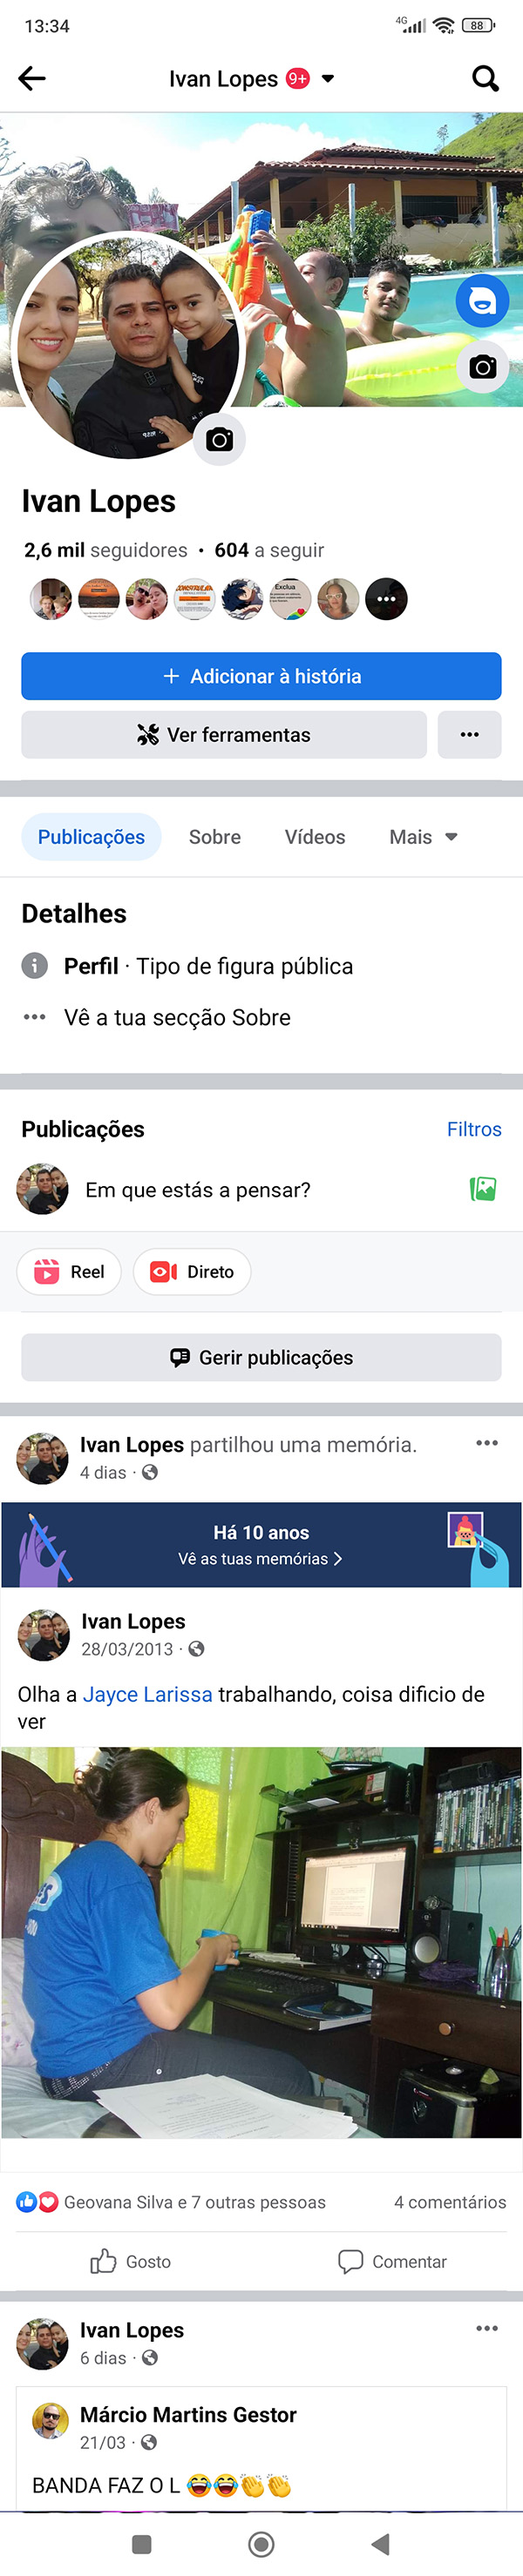 13:34
4G
88
Ivan Lopes 9+
Ivan Lopes
2,6 mil seguidores • 604 a seguir
Exclua
+ Adicionar à história
Ver ferramentas
Publicações Sobre Vídeos Mais
Detalhes
Perfil · Tipo de figura pública
Vê a tua secção Sobre
Publicações Filtros
Em que estás a pensar?
Reel Direto
Gerir publicações
Ivan Lopes partilhou uma memória.
4 dias ·
Há 10 anos
Vê as tuas memórias >
Ivan Lopes
28/03/2013 ·
Olha a Jayce Larissa trabalhando, coisa dificio de
ver
Geovana Silva e 7 outras pessoas 4 comentários
Gosto Comentar
Ivan Lopes
6 dias ·
Márcio Martins Gestor
21/03 ·
BANDA FAZ O L 😂😂👏👏